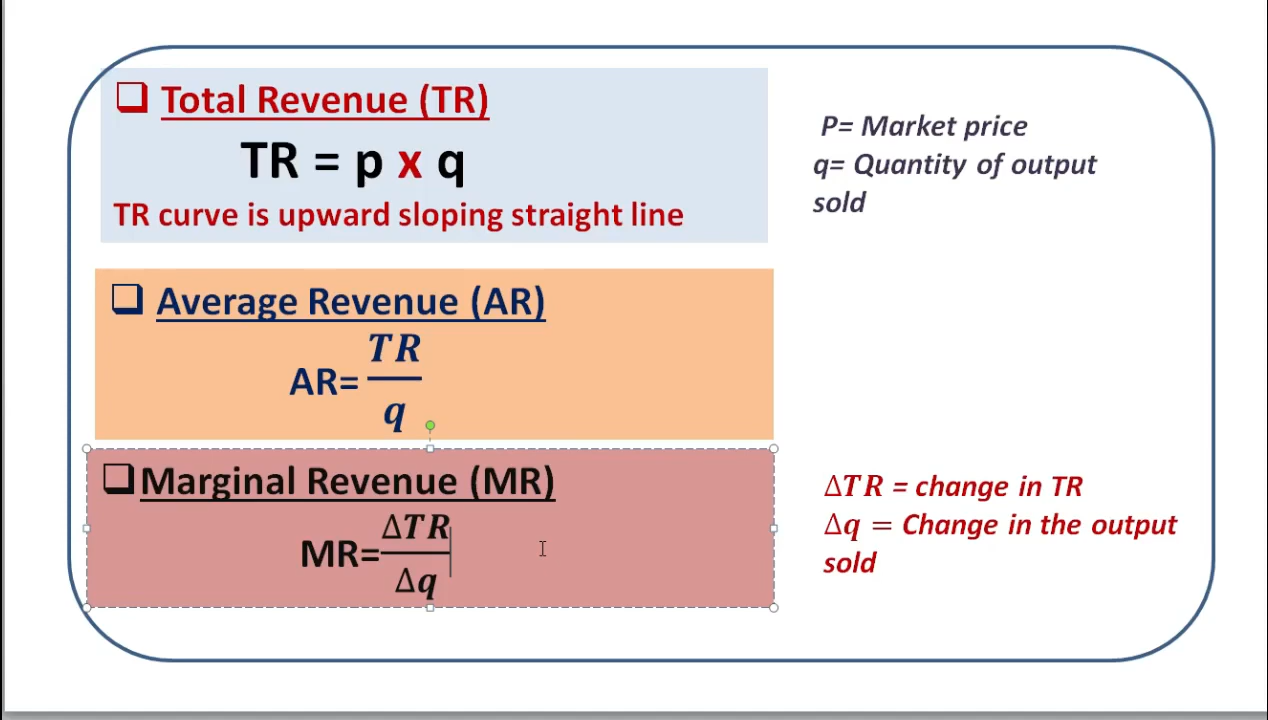 ❑ Total Revenue (TR)
TR = p x q
TR curve is upward sloping straight line
P= Market price
q= Quantity of output
sold
❑ Average Revenue (AR)
AR= TR/q
❑Marginal Revenue (MR)
MR=ΔTR/Δq
ΔTR = change in TR
Δq = Change in the output
sold